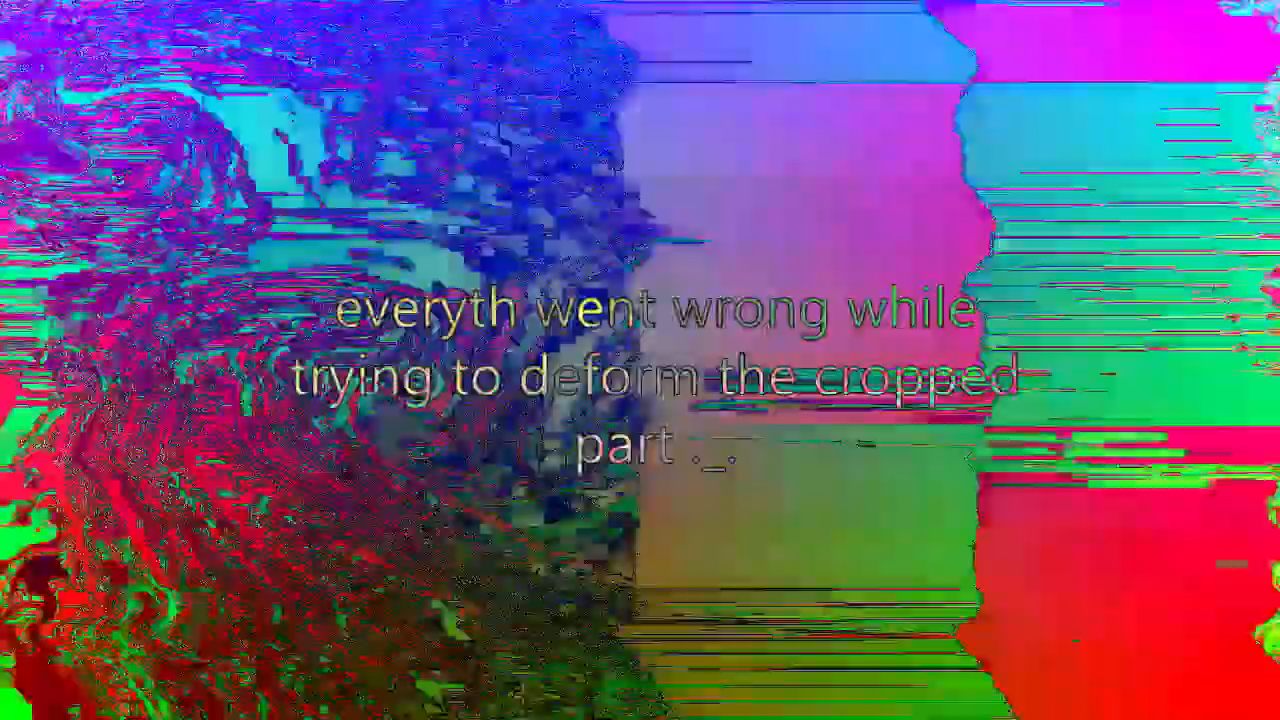 everyth went wrong while
trying to deform the cropped
part ._.